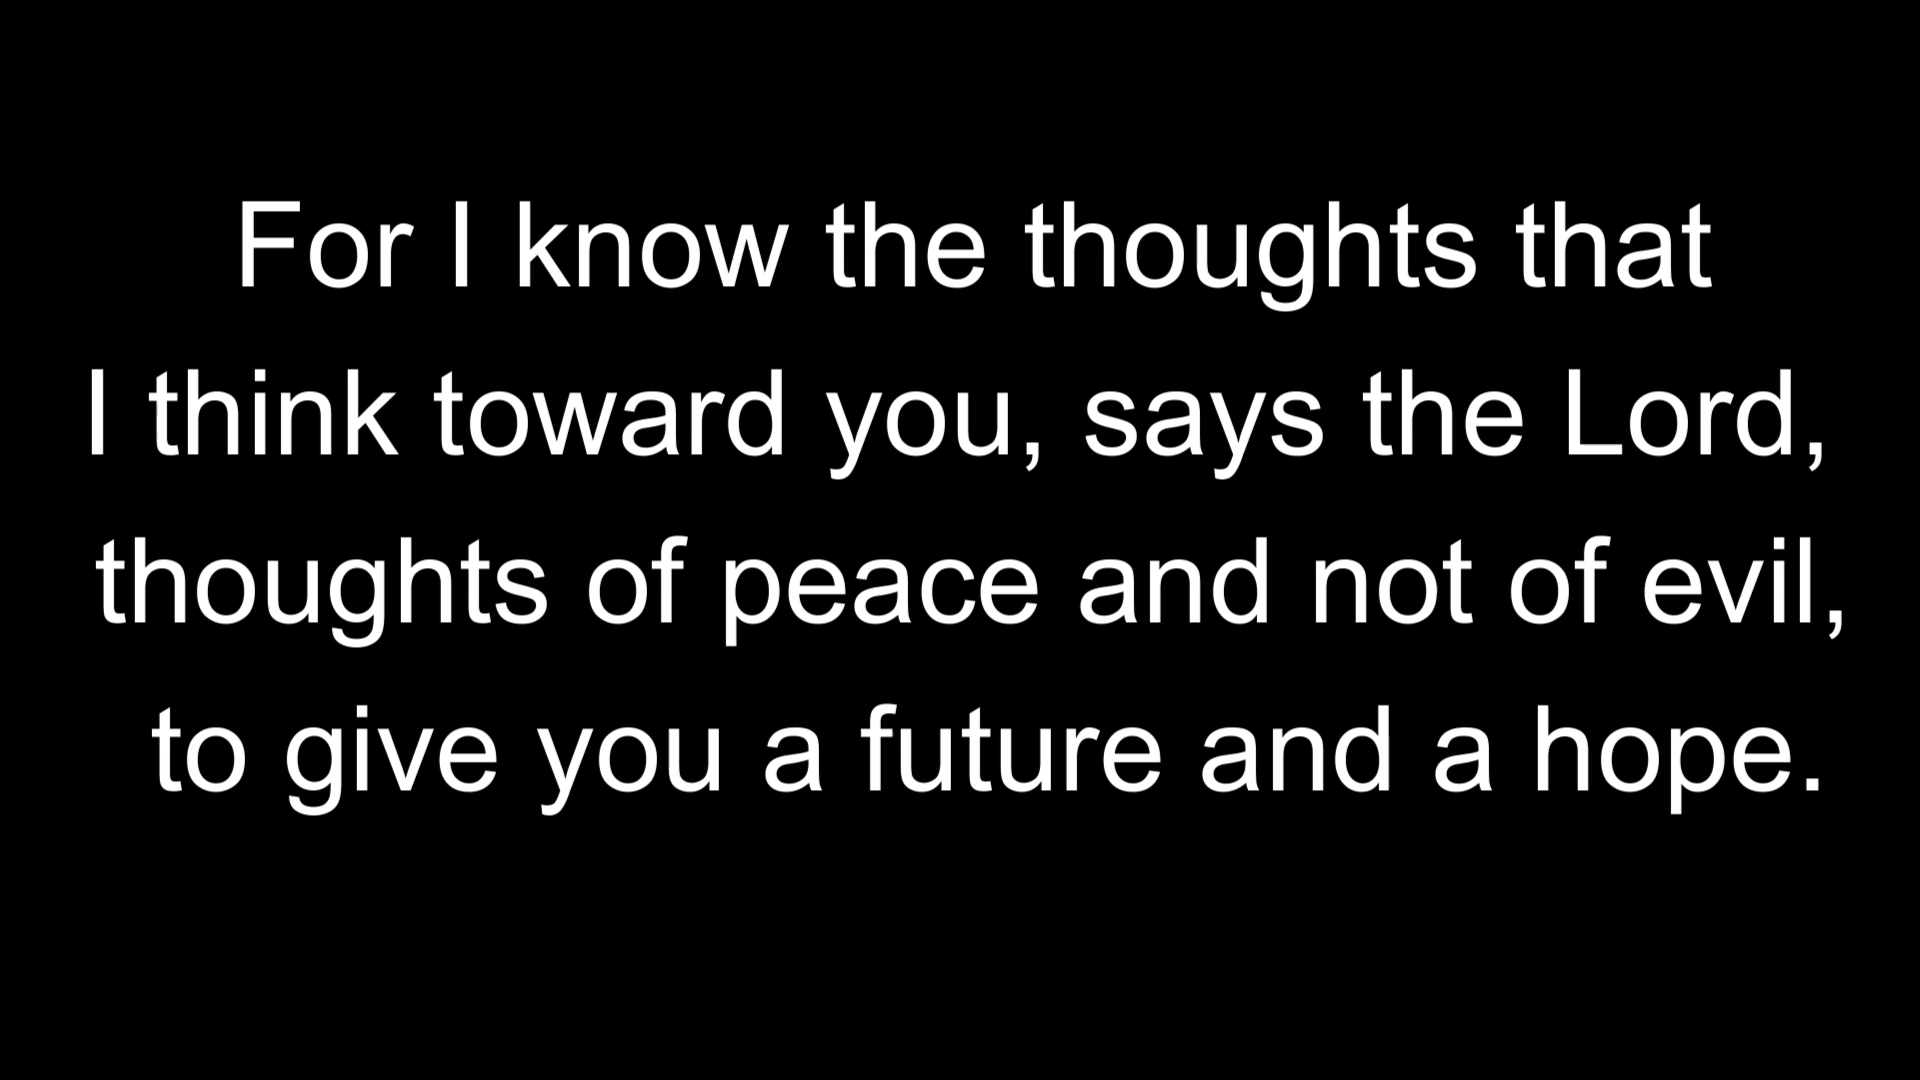 For I know the thoughts that
I think toward you, says the Lord,
thoughts of peace and not of evil,
to give you a future and a hope.